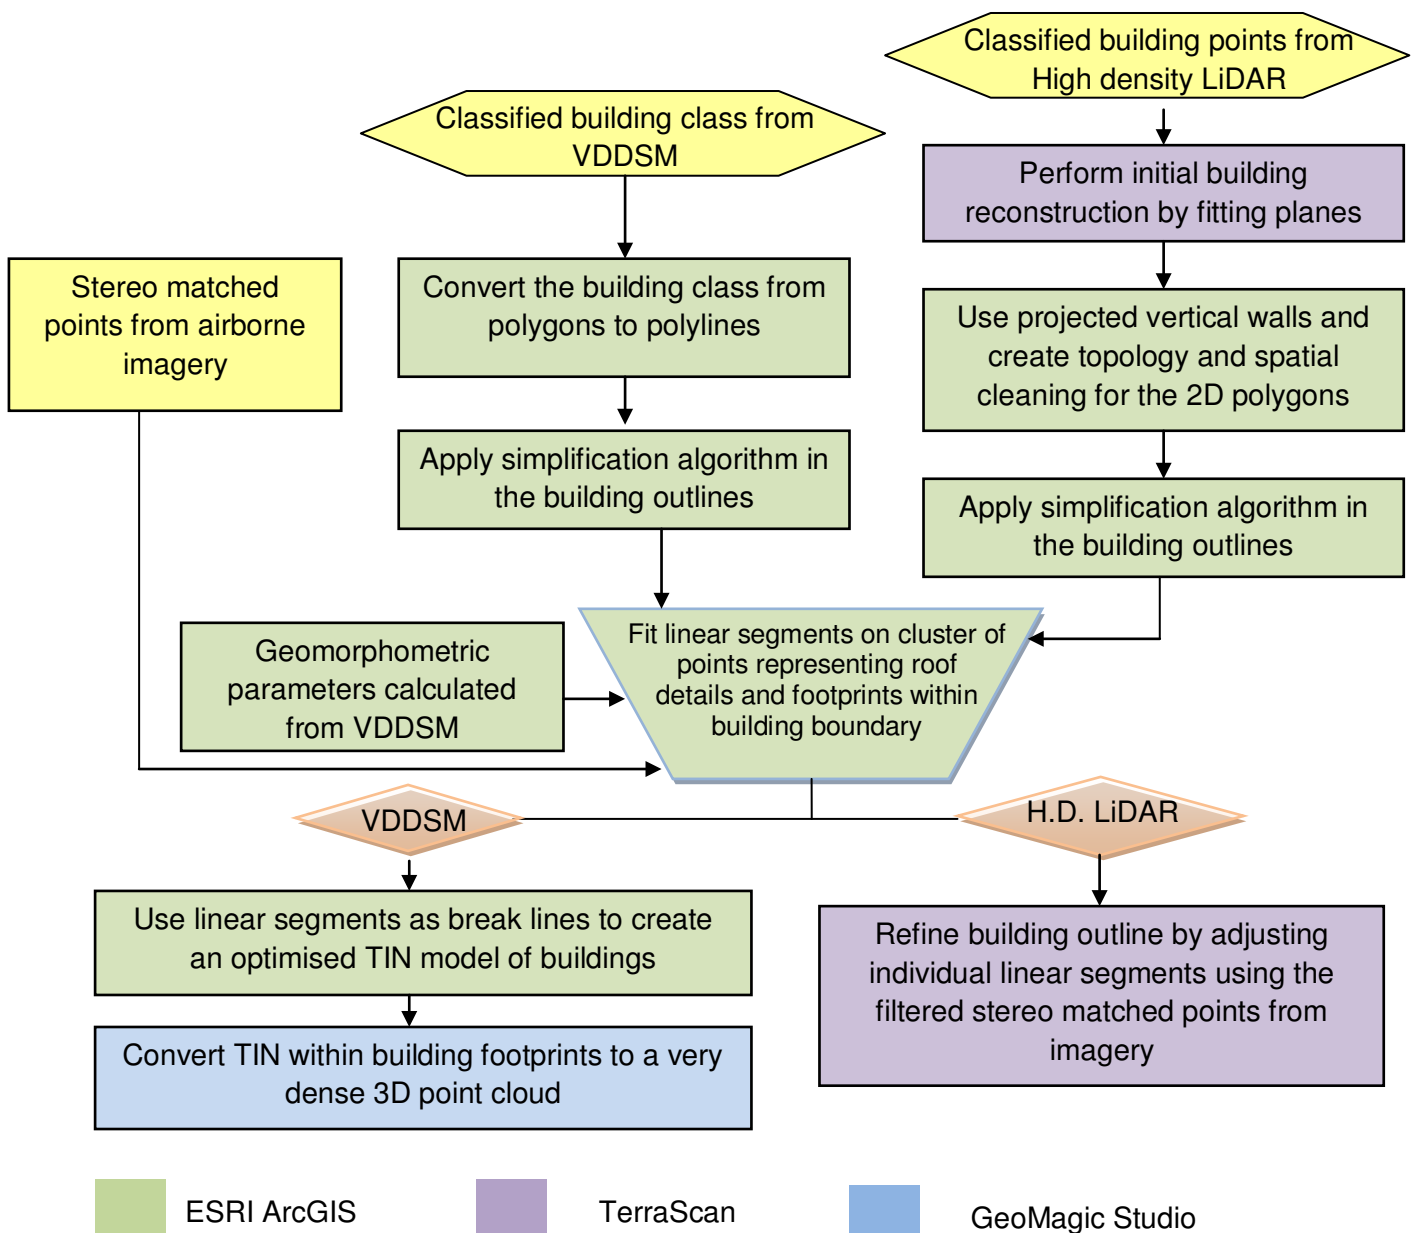 Classified building points from
High density LiDAR
Classified building class from
VDDSM
Perform initial building
reconstruction by fitting planes
Stereo matched
points from airborne
imagery
Convert the building class from
polygons to polylines
Use projected vertical walls and
create topology and spatial
cleaning for the 2D polygons
Apply simplification algorithm in
the building outlines
Apply simplification algorithm in
the building outlines
Geomorphometric
parameters calculated
from VDDSM
Fit linear segments on cluster of
points representing roof
details and footprints within
building boundary
VDDSM
H.D. LiDAR
Use linear segments as break lines to create
an optimised TIN model of buildings
Refine building outline by adjusting
individual linear segments using the
filtered stereo matched points from
imagery
Convert TIN within building footprints to a very
dense 3D point cloud
ESRI ArcGIS
TerraScan
GeoMagic Studio